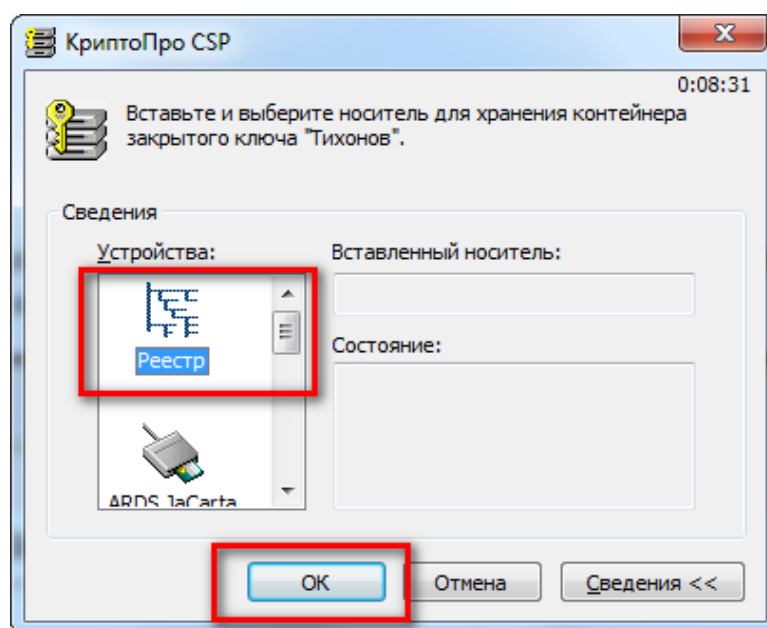 КриптоПро CSP
0:08:31
Вставьте и выберите носитель для хранения контейнера
закрытого ключа "Тихонов".
Сведения
Устройства:
Вставленный носитель:
Реестр
Состояние:
ARDS JaCarta
ОК
Отмена
Сведения <<